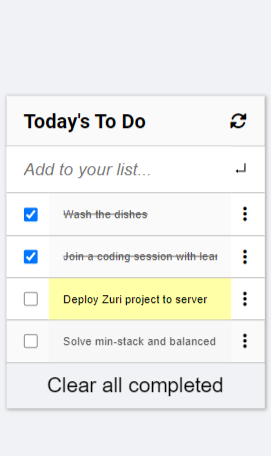 Today's To Do
Add to your list...
Wash the dishes
Join a coding session with lear
Deploy Zuri project to server
Solve min-stack and balanced
Clear all completed